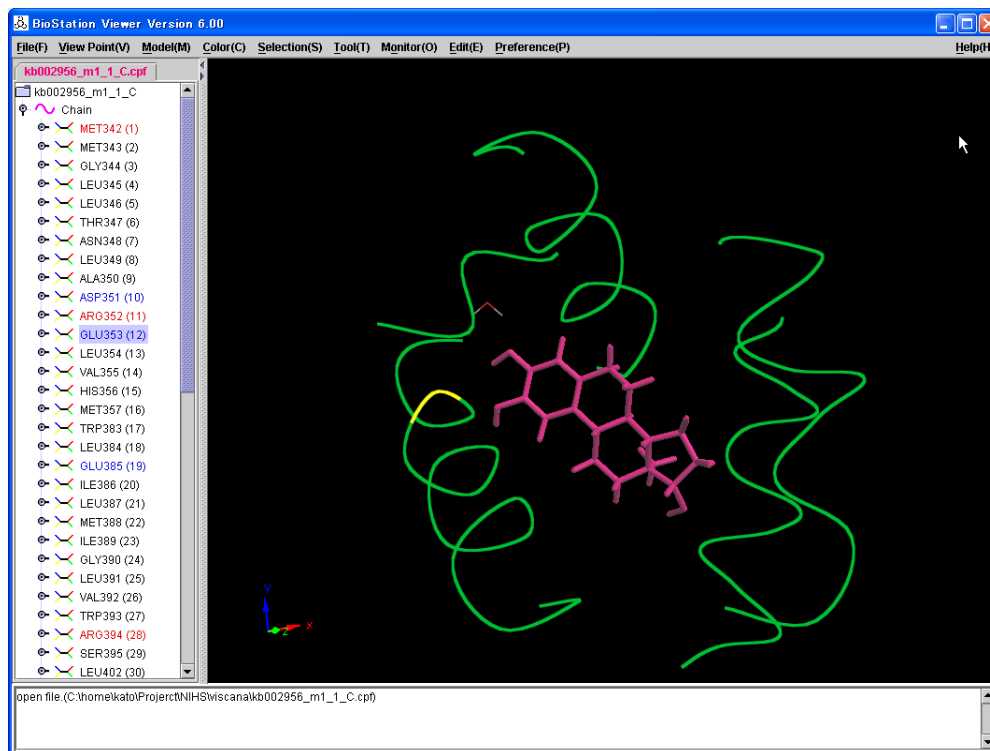 BioStation Viewer Version 6.00
File(F) View Point(V) Model(M) Color(C) Selection(S) Tool(T) Monitor(O) Edit(E) Preference(P) Help(H
kb002956_m1_1_C.cpf
kb002956_m1_1_C
Chain
MET342 (1)
MET343 (2)
GLY344 (3)
LEU345 (4)
LEU346 (5)
THR347 (6)
ASN348 (7)
LEU349 (8)
ALA350 (9)
ASP351 (10)
ARG352 (11)
GLU353 (12)
LEU354 (13)
VAL355 (14)
HIS356 (15)
MET357 (16)
TRP383 (17)
LEU384 (18)
GLU385 (19)
ILE386 (20)
LEU387 (21)
MET388 (22)
ILE389 (23)
GLY390 (24)
LEU391 (25)
VAL392 (26)
TRP393 (27)
ARG394 (28)
SER395 (29)
LEU402 (30)
Y
X
Z
open file.(C:\home\kato\Projerct\NIHS\viscana\kb002956_m1_1_C.cpf)